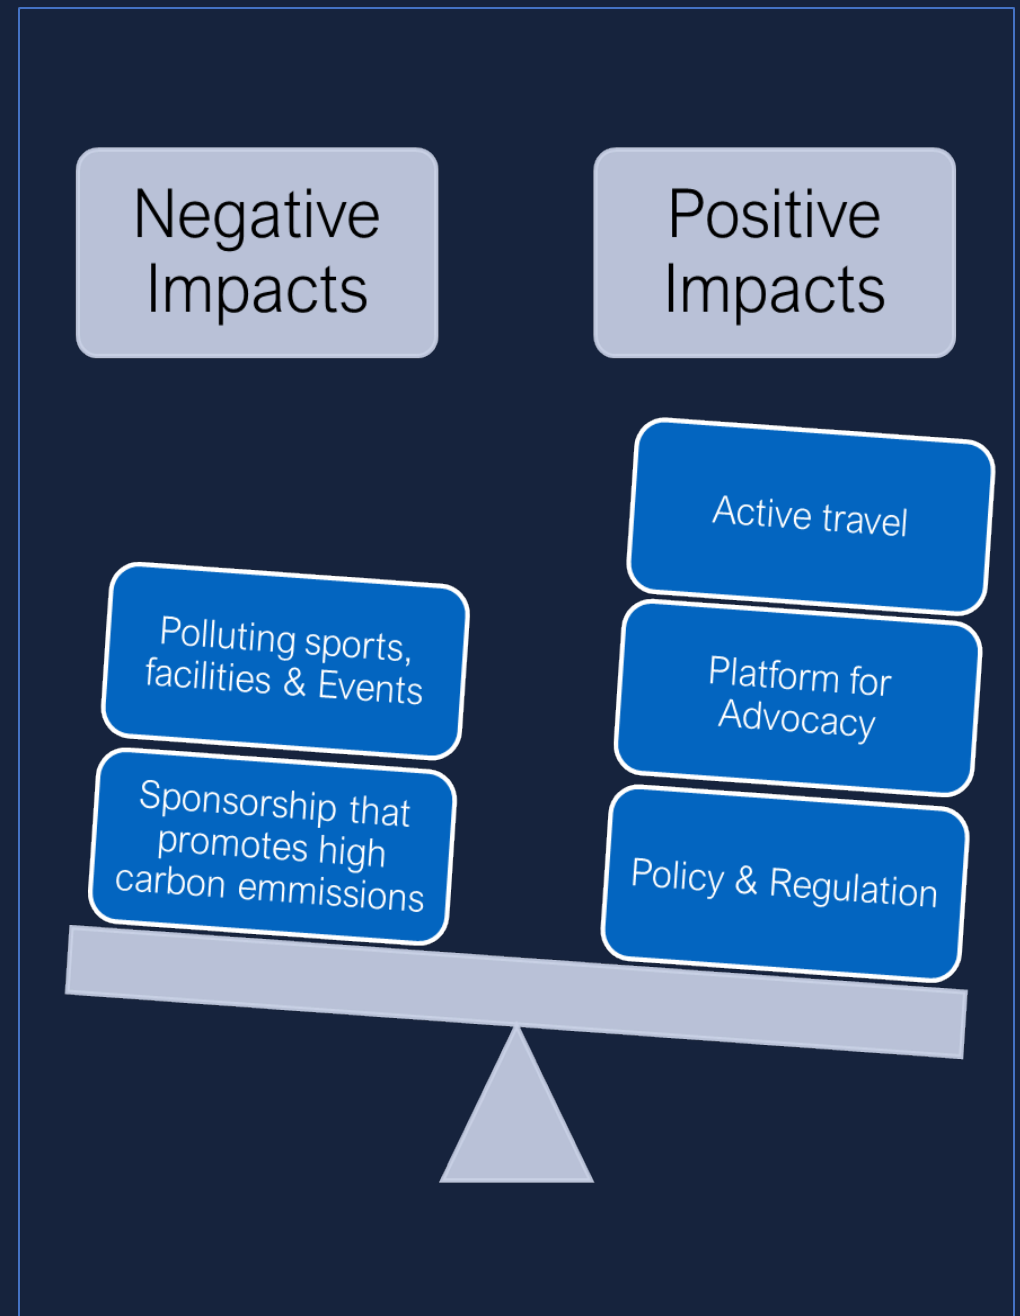 Negative
Impacts
Positive
Impacts
Polluting sports,
facilities & Events
Sponsorship that
promotes high
carbon emmissions
Active travel
Platform for
Advocacy
Policy & Regulation